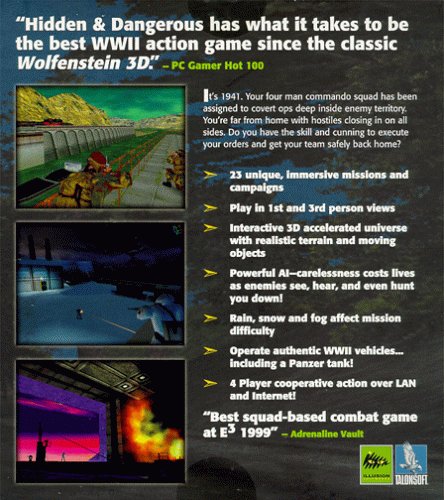 “Hidden & Dangerous has what it takes to be
the best WWII action game since the classic
Wolfenstein 3D.” – PC Gamer Hot 100
It's 1941. Your four man commando squad has been
assigned to covert ops deep inside enemy territory.
You're far from home with hostiles closing in on all
sides. Do you have the skill and cunning to execute
your orders and get your team safely back home?
➤ 23 unique, immersive missions and
campaigns
➤ Play in 1st and 3rd person views
➤ Interactive 3D accelerated universe
with realistic terrain and moving
objects
➤ Powerful AI—carelessness costs lives
as enemies see, hear, and even hunt
you down!
➤ Rain, snow and fog affect mission
difficulty
➤ Operate authentic WWII vehicles...
including a Panzer tank!
➤ 4 Player cooperative action over LAN
and Internet!
“Best squad-based combat game
at E3 1999” – Adrenaline Vault
ILLUSION
TALONSOFT